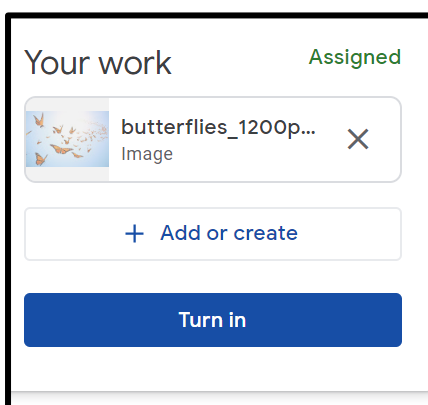 Your work
Assigned
butterflies_1200p...
Image
Add or create
Turn in